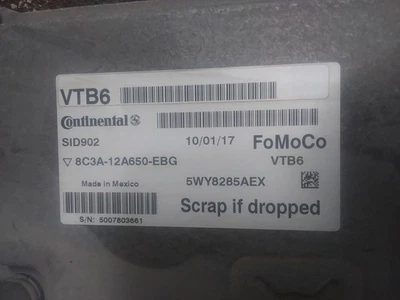 VTB6
Continental
SID902 10/01/17 FoMoCo
▽ 8C3A-12A650-EBG VTB6
Made in Mexico 5WY8285AEX
Scrap if dropped
S/N: 5007803661